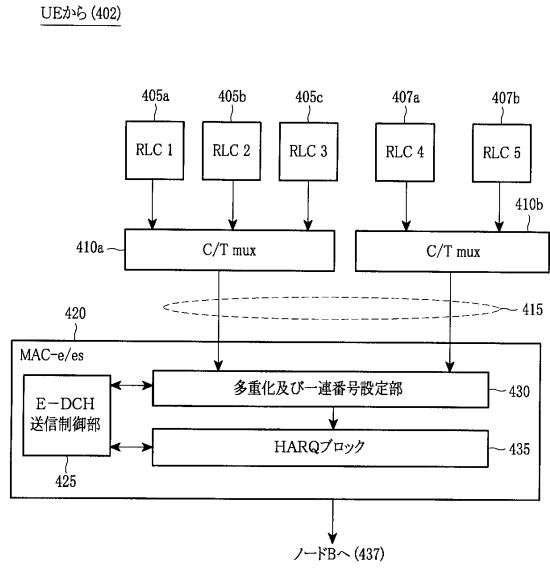 UEから(402)
405a 405b 405c 407a 407b
RLC 1 RLC 2 RLC 3 RLC 4 RLC 5
410a C/T mux C/T mux 410b
415
420
MAC-e/es
E-DCH
送信制御部
425
多重化及び一連番号設定部 430
HARQブロック 435
ノードBへ(437)